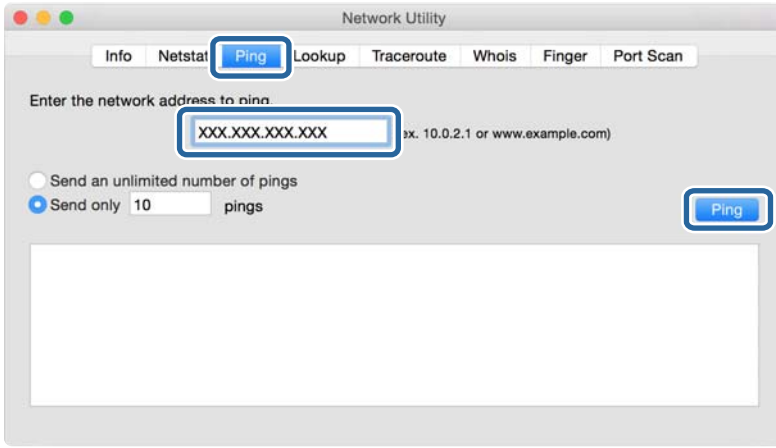 Network Utility
Info Netstat Ping Lookup Traceroute Whois Finger Port Scan
Enter the network address to ping.
XXX.XXX.XXX.XXX ex. 10.0.2.1 or www.example.com)
Send an unlimited number of pings
Send only 10 pings
Ping